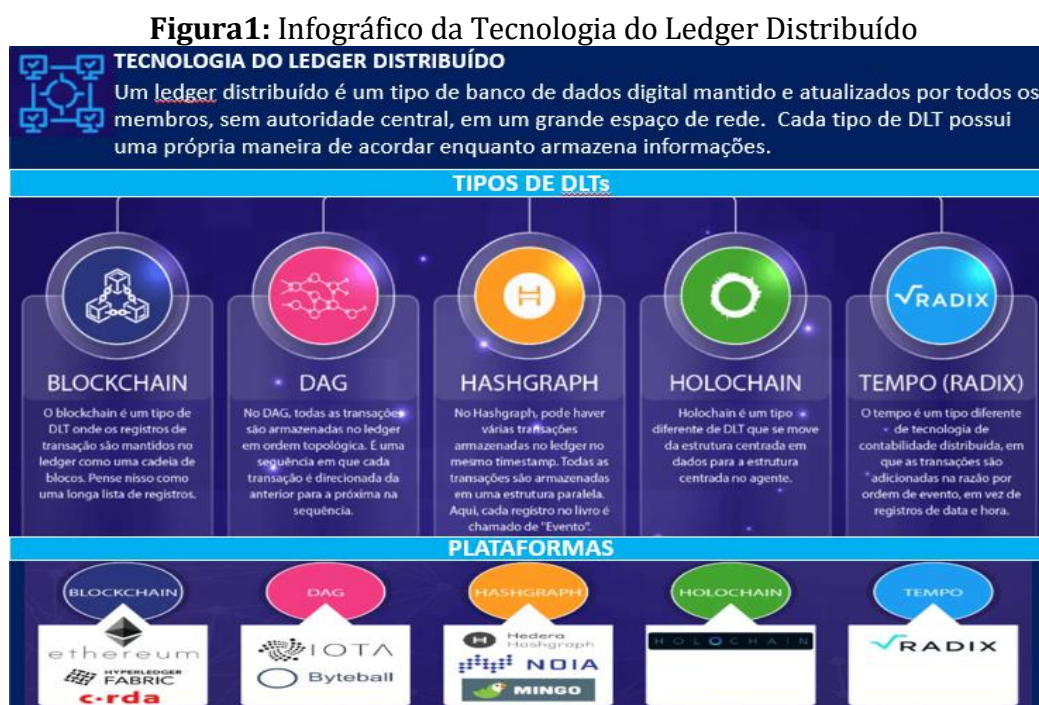 Figura1: Infográfico da Tecnologia do Ledger Distribuído
TECNOLOGIA DO LEDGER DISTRIBUÍDO
Um ledger distribuído é um tipo de banco de dados digital mantido e atualizados por todos os
membros, sem autoridade central, em um grande espaço de rede. Cada tipo de DLT possui
uma própria maneira de acordar enquanto armazena informações.
TIPOS DE DLTs
BLOCKCHAIN
O blockchain é um tipo de
DLT onde os registros de
transação são mantidos no
ledger como uma cadeia de
blocos. Pense nisso como
uma longa lista de registros.
DAG
No DAG, todas as transações
são armazenadas no ledger
em ordem topológica. E uma
sequência em que cada
transação é direcionada da
anterior para a próxima na
sequência.
H
HASHGRAPH
No Hashgraph, pode haver
várias transações
armazenadas no ledger no
mesmo timestamp. Todas as
transações são armazenadas
em uma estrutura paralela.
Aqui, cada registro no livro é
chamado de "Evento".
HOLOCHAIN
Holochain é um tipo
diferente de DLT que se move
da estrutura centrada em
dados para a estrutura
centrada no agente.
RADIX
TEMPO (RADIX)
O tempo é um tipo diferente
de tecnologia de
contabilidade distribuída, em
que as transações são
adicionadas na razão por
ordem de evento, em vez de
registros de data e hora.
PLATAFORMAS
BLOCKCHAIN
ethereum
HYPERLEDGER
FABRIC
c·rda
DAG
IOTA
Byteball
HASHGRAPH
H
Hedera
Hashgraph
NOIA
MINGO
HOLOCHAIN
HOLOCHAIN
TEMPO
RADIX